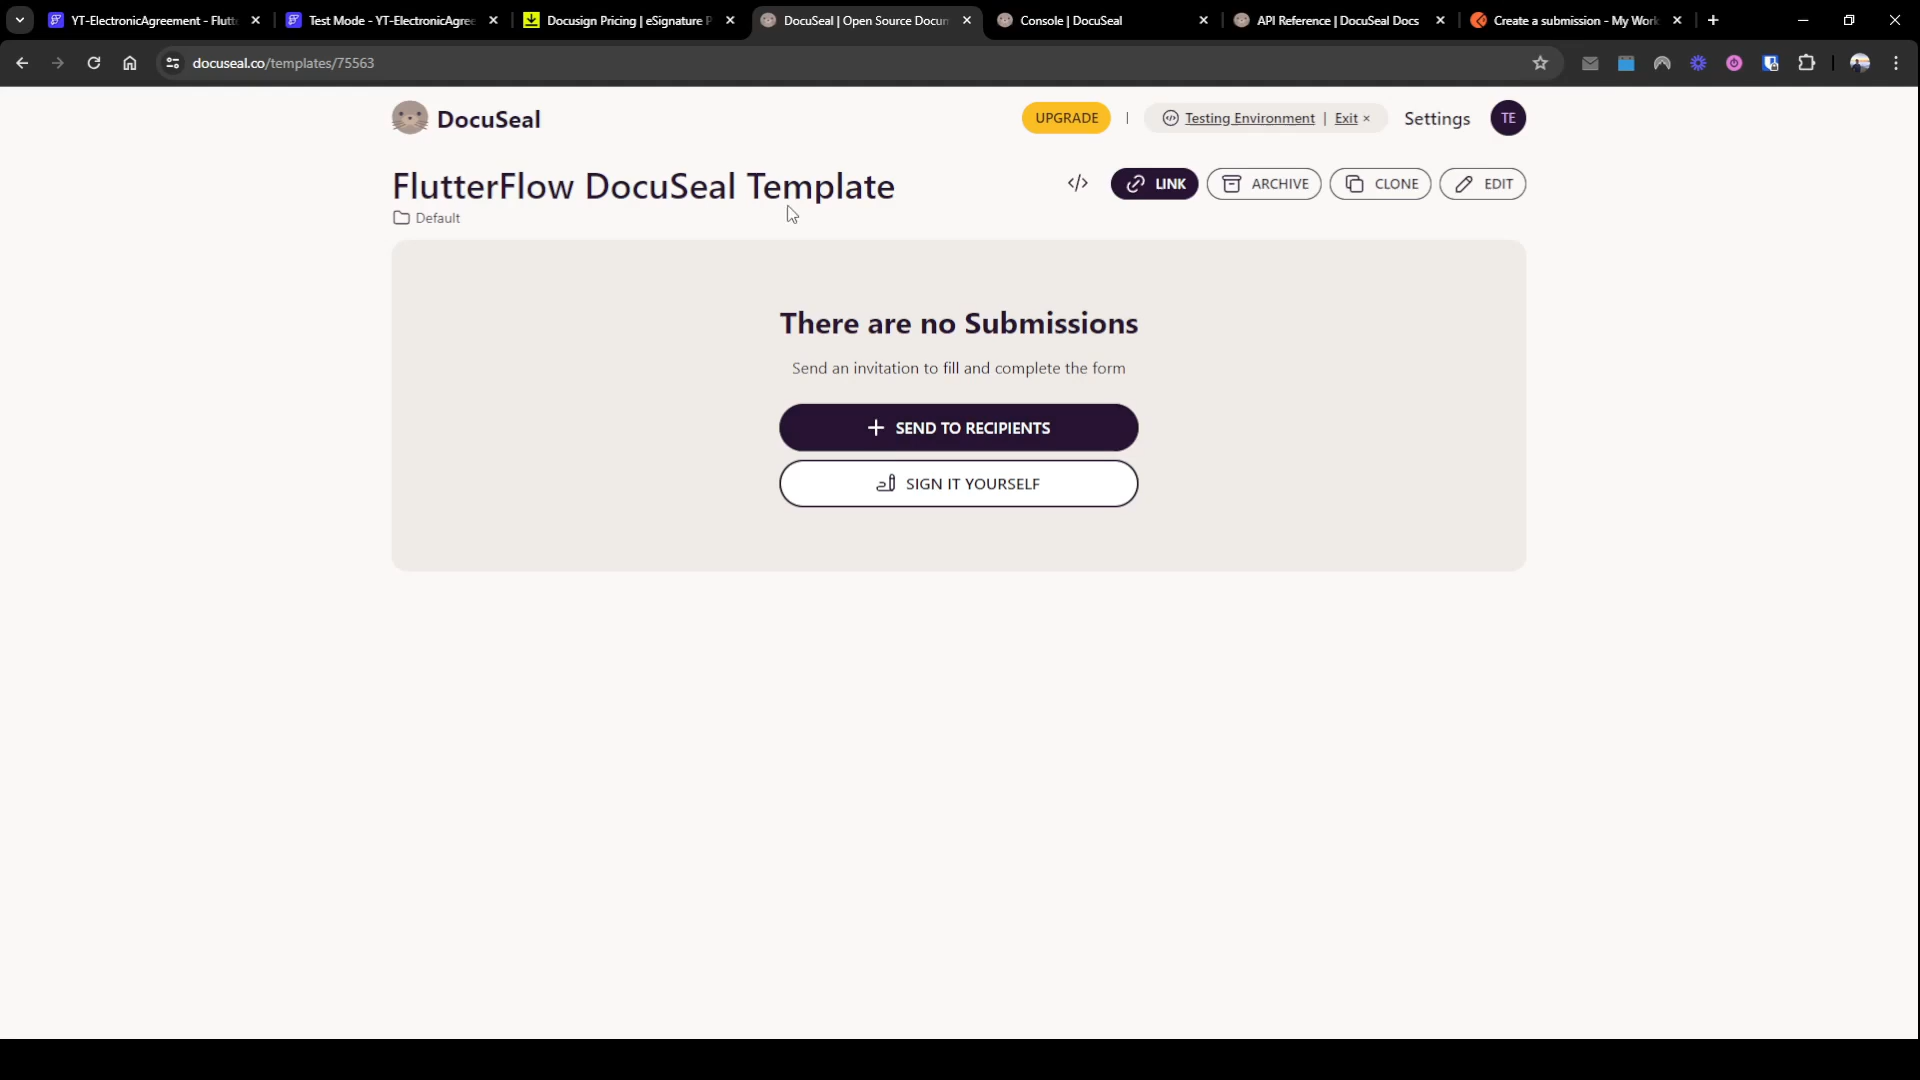 YT-ElectronicAgreement - Flutt
Test Mode - YT-ElectronicAgree
Docusign Pricing | eSignature P
DocuSeal | Open Source Docum
Console | DocuSeal
API Reference | DocuSeal Docs
Create a submission - My Work
docuseal.co/templates/75563
DocuSeal
UPGRADE
Testing Environment | Exit ×
Settings
TE
FlutterFlow DocuSeal Template
LINK
ARCHIVE
CLONE
EDIT
Default
There are no Submissions
Send an invitation to fill and complete the form
SEND TO RECIPIENTS
SIGN IT YOURSELF